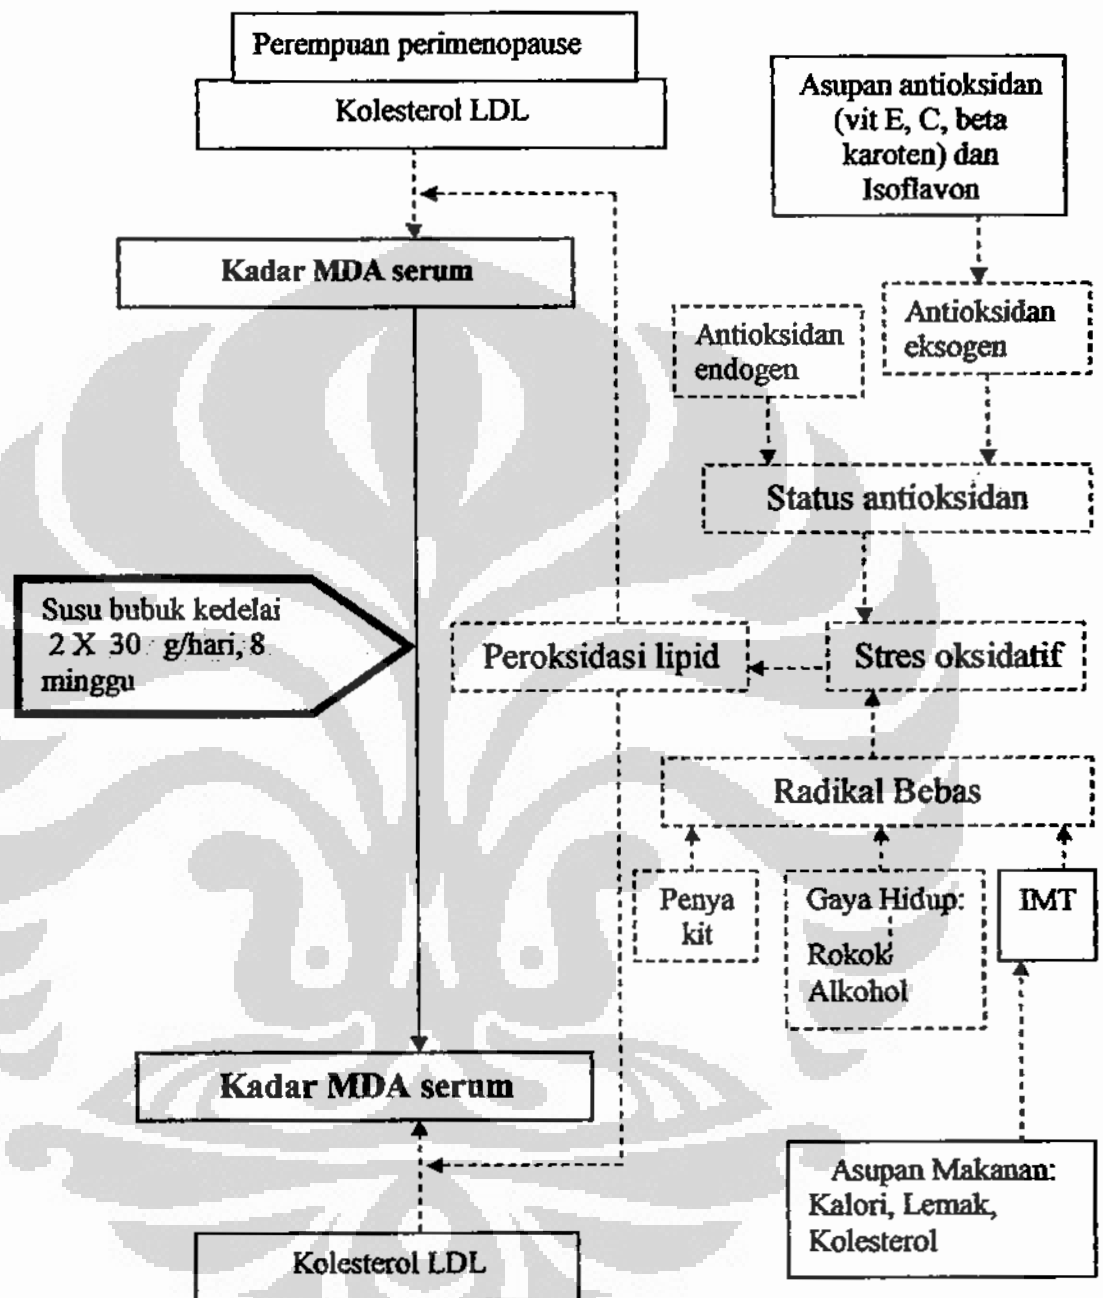 Perempuan perimenopause
Kolesterol LDL
Asupan antioksidan
(vit E, C, beta
karoten) dan
Isoflavon
Kadar MDA serum
Antioksidan
endogen
Antioksidan
eksogen
Status antioksidan
Susu bubuk kedelai
2 X 30 g/hari, 8
minggu
Peroksidasi lipid
Stres oksidatif
Radikal Bebas
Penya
kit
Gaya Hidup:
Rokok
Alkohol
IMT
Kadar MDA serum
Asupan Makanan:
Kalori, Lemak,
Kolesterol
Kolesterol LDL